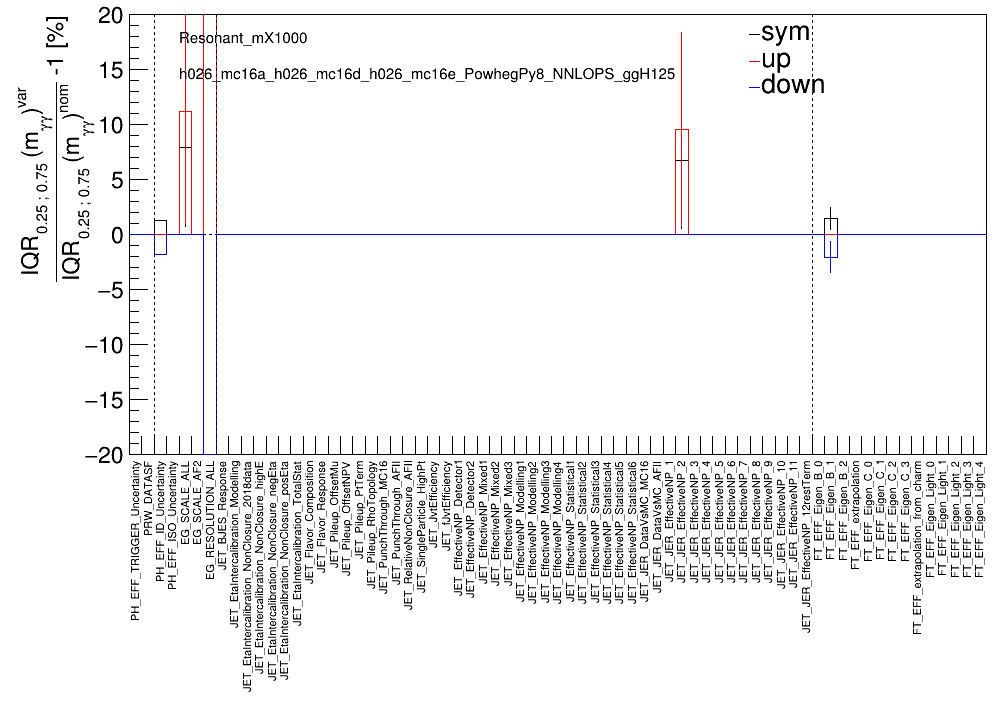 IQR0.25 ; 0.75 (mγγ)var
IQR0.25 ; 0.75 (mγγ)nom -1 [%]
20
15
10
5
0
−5
−10
−15
−20
Resonant_mX1000
h026_mc16a_h026_mc16d_h026_mc16e_PowhegPy8_NNLOPS_ggH125
sym
up
down
PH_EFF_TRIGGER_Uncertainty
PRW_DATASF
PH_EFF_ID_Uncertainty
PH_EFF_ISO_Uncertainty
EG_SCALE_ALL
EG_SCALE_AF2
EG_RESOLUTION_ALL
JET_BJES_Response
JET_EtaIntercalibration_Modelling
JET_EtaIntercalibration_NonClosure_2018data
JET_EtaIntercalibration_NonClosure_highE
JET_EtaIntercalibration_NonClosure_negEta
JET_EtaIntercalibration_NonClosure_posEta
JET_EtaIntercalibration_TotalStat
JET_Flavor_Composition
JET_Flavor_Response
JET_Pileup_OffsetMu
JET_Pileup_OffsetNPV
JET_Pileup_PtTerm
JET_Pileup_RhoTopology
JET_PunchThrough_MC16
JET_PunchThrough_AFII
JET_RelativeNonClosure_AFII
JET_SingleParticle_HighPt
JET_JvtEfficiency
JET_fJvtEfficiency
JET_EffectiveNP_Detector1
JET_EffectiveNP_Detector2
JET_EffectiveNP_Mixed1
JET_EffectiveNP_Mixed2
JET_EffectiveNP_Mixed3
JET_EffectiveNP_Modelling1
JET_EffectiveNP_Modelling2
JET_EffectiveNP_Modelling3
JET_EffectiveNP_Modelling4
JET_EffectiveNP_Statistical1
JET_EffectiveNP_Statistical2
JET_EffectiveNP_Statistical3
JET_EffectiveNP_Statistical4
JET_EffectiveNP_Statistical5
JET_EffectiveNP_Statistical6
JET_JER_DataVsMC_MC16
JET_JER_DataVsMC_AFII
JET_JER_EffectiveNP_1
JET_JER_EffectiveNP_2
JET_JER_EffectiveNP_3
JET_JER_EffectiveNP_4
JET_JER_EffectiveNP_5
JET_JER_EffectiveNP_6
JET_JER_EffectiveNP_7
JET_JER_EffectiveNP_8
JET_JER_EffectiveNP_9
JET_JER_EffectiveNP_10
JET_JER_EffectiveNP_11
JET_JER_EffectiveNP_12restTerm
FT_EFF_Eigen_B_0
FT_EFF_Eigen_B_1
FT_EFF_Eigen_B_2
FT_EFF_extrapolation
FT_EFF_Eigen_C_0
FT_EFF_Eigen_C_1
FT_EFF_Eigen_C_2
FT_EFF_Eigen_C_3
FT_EFF_extrapolation_from_charm
FT_EFF_Eigen_Light_0
FT_EFF_Eigen_Light_1
FT_EFF_Eigen_Light_2
FT_EFF_Eigen_Light_3
FT_EFF_Eigen_Light_4